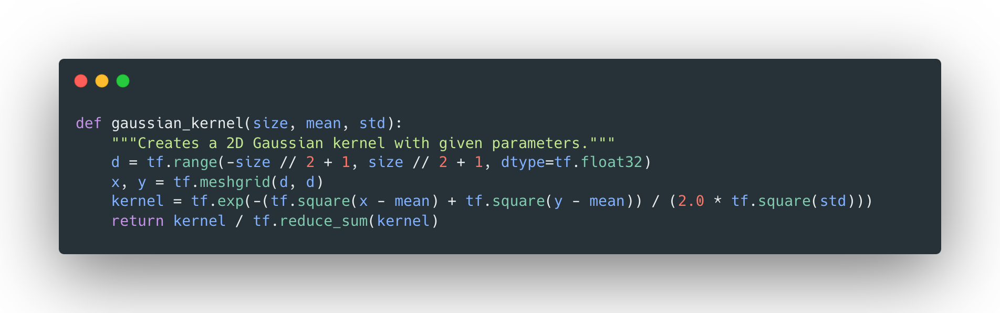 def gaussian_kernel(size, mean, std):
    """Creates a 2D Gaussian kernel with given parameters."""
    d = tf.range(-size // 2 + 1, size // 2 + 1, dtype=tf.float32)
    x, y = tf.meshgrid(d, d)
    kernel = tf.exp(-(tf.square(x - mean) + tf.square(y - mean)) / (2.0 * tf.square(std)))
    return kernel / tf.reduce_sum(kernel)